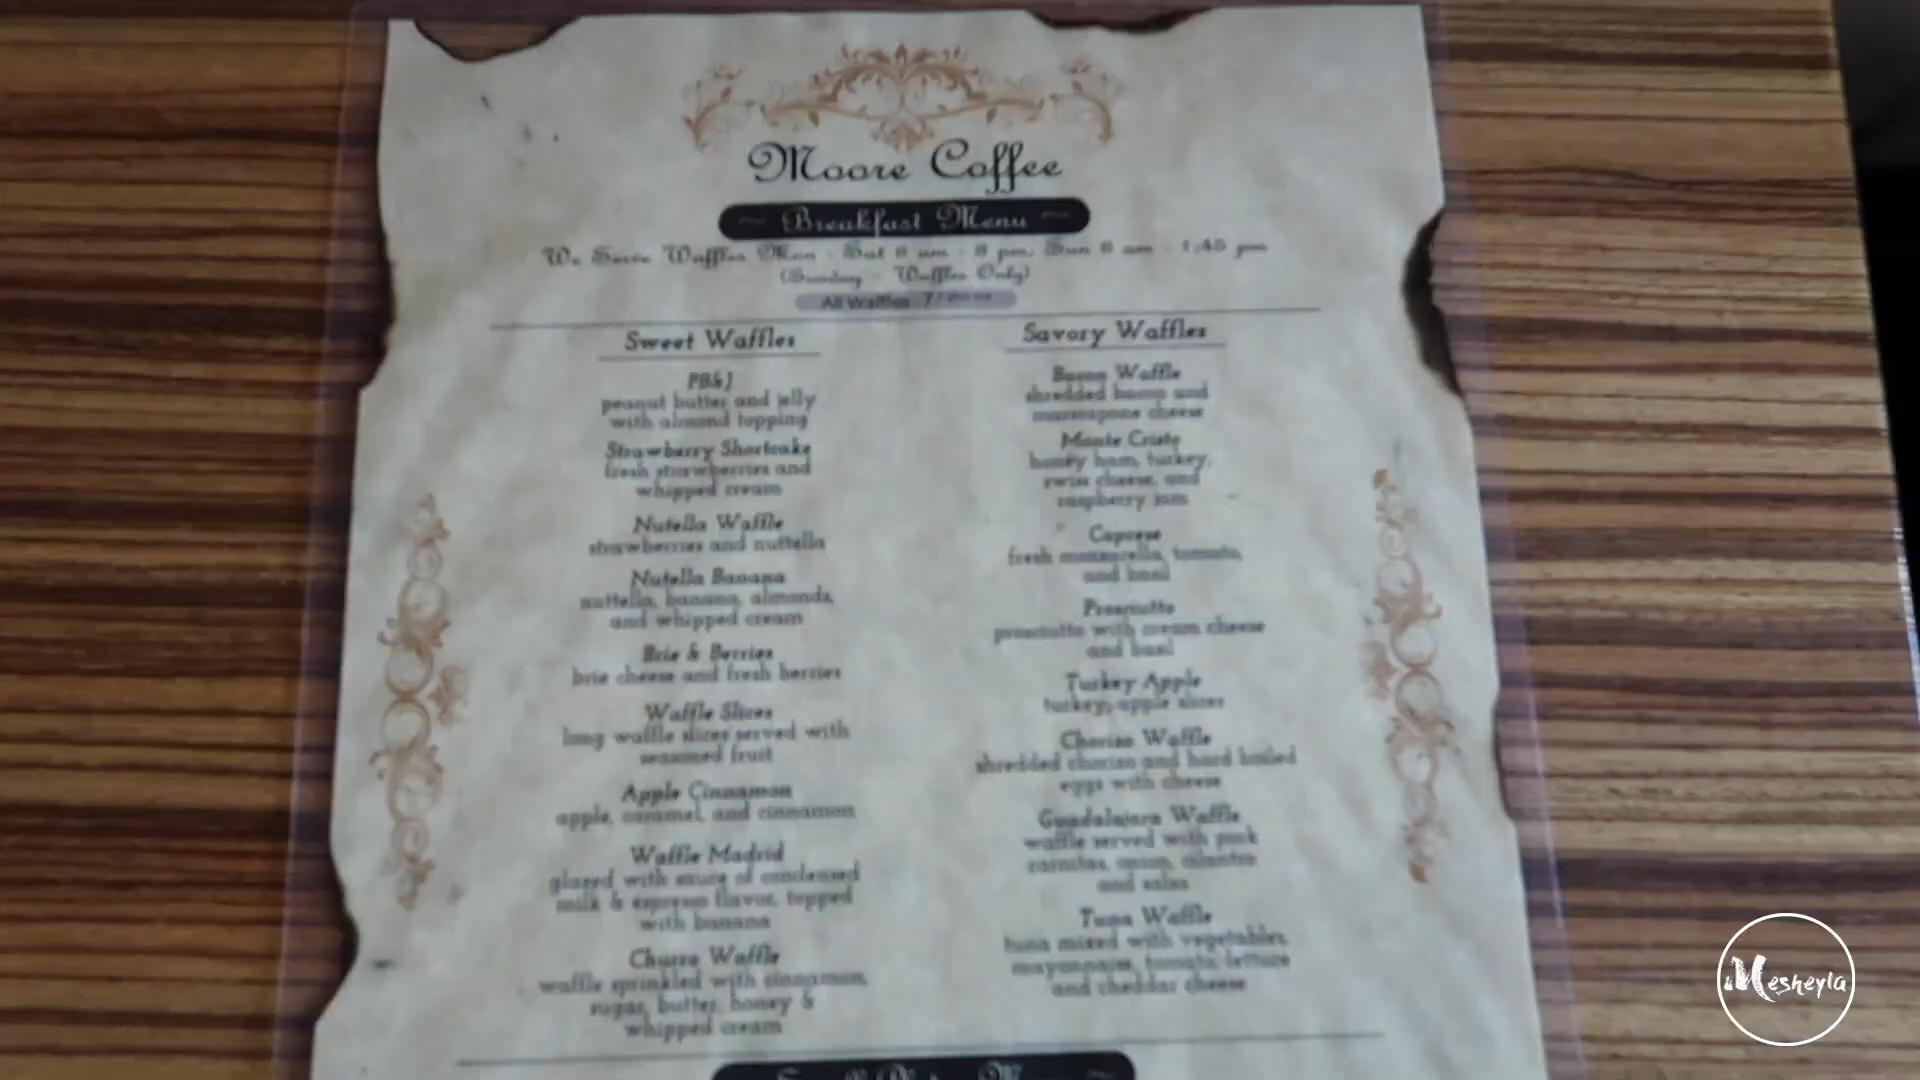 Moore Coffee
~ Breakfast Menu ~
We Serve Waffles Mon - Sat 8 am - 8 pm, Sun 8 am - 1:45 pm
(Sunday - Waffles Only)
All Waffles 7
Sweet Waffles
PB&J
peanut butter and jelly
with almond topping
Strawberry Shortcake
fresh strawberries and
whipped cream
Nutella Waffle
strawberries and nuttella
Nutella Banana
nuttella, banana, almonds,
and whipped cream
Brie & Berries
brie cheese and fresh berries
Waffle Slices
long waffle slices served with
seasoned fruit
Apple Cinnamon
apple, caramel, and cinnamon
Waffle Madrid
glazed with sauce of condensed
milk & espresso flavor, topped
with banana
Churro Waffle
waffle sprinkled with cinnamon,
sugar, butter, honey &
whipped cream
Savory Waffles
Bacon Waffle
shredded bacon and
marscapone cheese
Monte Cristo
honey ham, turkey,
swiss cheese, and
raspberry jam
Caprese
fresh mozzarella, tomato,
and basil
Prosciutto
prosciutto with cream cheese
and basil
Turkey Apple
turkey, apple slices
Chorizo Waffle
shredded chorizo and hard boiled
eggs with cheese
Guadalajara Waffle
waffle served with pork
carnitas, onion, cilantro
and salsa
Tuna Waffle
tuna mixed with vegetables,
mayonnaise, tomato, lettuce
and cheddar cheese
Mesheyla